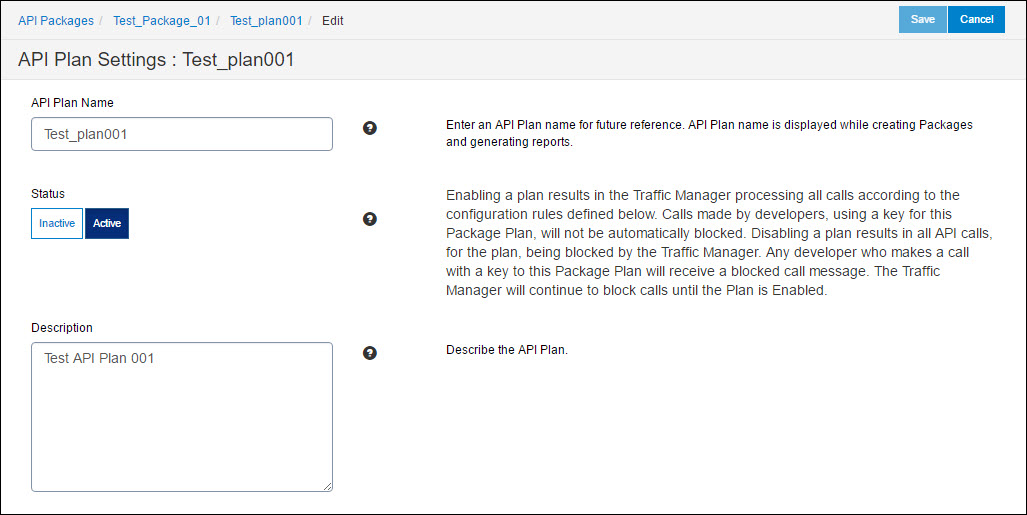 API Packages / Test_Package_01 / Test_plan001 / Edit
Save Cancel
API Plan Settings : Test_plan001
API Plan Name
Test_plan001
?
Enter an API Plan name for future reference. API Plan name is displayed while creating Packages
and generating reports.
Status
Inactive Active
?
Enabling a plan results in the Traffic Manager processing all calls according to the
configuration rules defined below. Calls made by developers, using a key for this
Package Plan, will not be automatically blocked. Disabling a plan results in all API calls,
for the plan, being blocked by the Traffic Manager. Any developer who makes a call
with a key to this Package Plan will receive a blocked call message. The Traffic
Manager will continue to block calls until the Plan is Enabled.
Description
Test API Plan 001
?
Describe the API Plan.